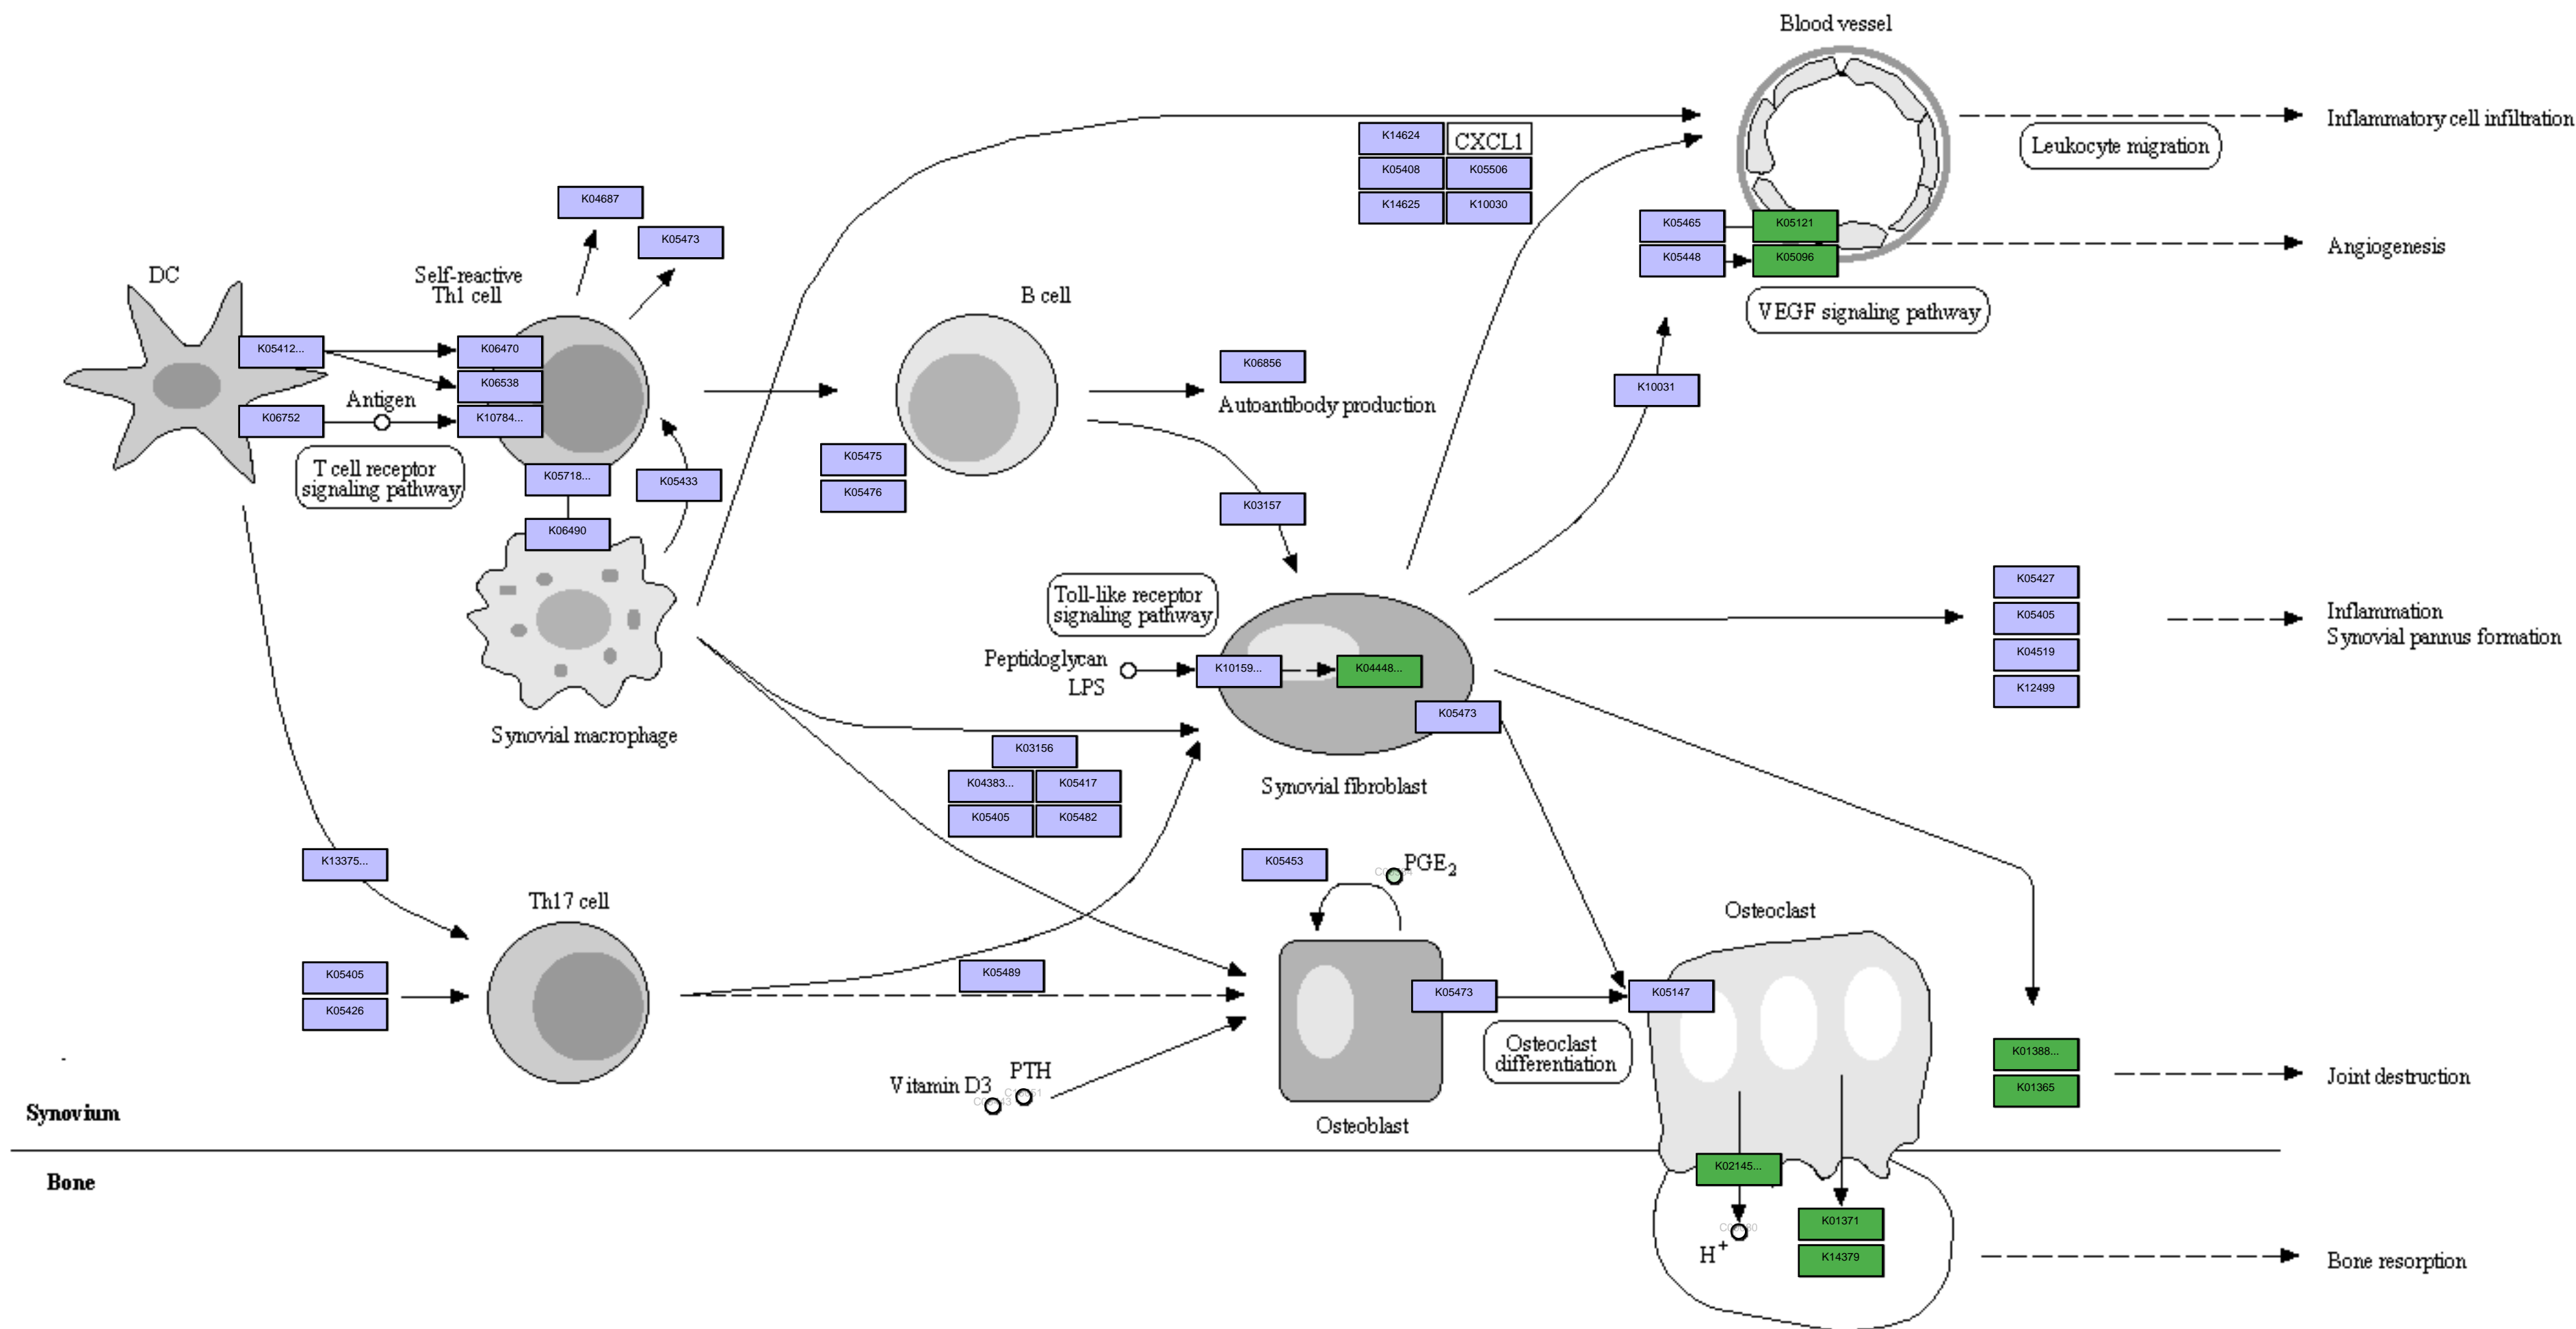 Blood vessel
Inflammatory cell infiltration
K14624
CXCL1
Leukocyte migration
K05408
K05506
K14625
K10030
K04687
K05473
K05465
K05121
K05448
K05096
Angiogenesis
VEGF signaling pathway
DC
Self-reactive
Th1 cell
B cell
K05412...
K06470
K06538
K06752
Antigen
K10784...
T cell receptor
signaling pathway
K05718...
K05433
K06490
Synovial macrophage
K06856
Autoantibody production
K10031
K05475
K05476
K03157
Toll-like receptor
signaling pathway
Peptidoglycan
LPS
K10159...
K04448...
K05473
Synovial fibroblast
K05427
K05405
K04519
K12499
Inflammation
Synovial pannus formation
K03156
K04383...
K05417
K05405
K05482
K13375...
Th17 cell
K05405
K05426
K05489
K05453
PGE2
Osteoclast
K05473
K05147
Osteoclast
differentiation
Vitamin D3
PTH
Osteoblast
K01388...
K01365
Joint destruction
Synovium
Bone
K02145...
H+
K01371
K14379
Bone resorption